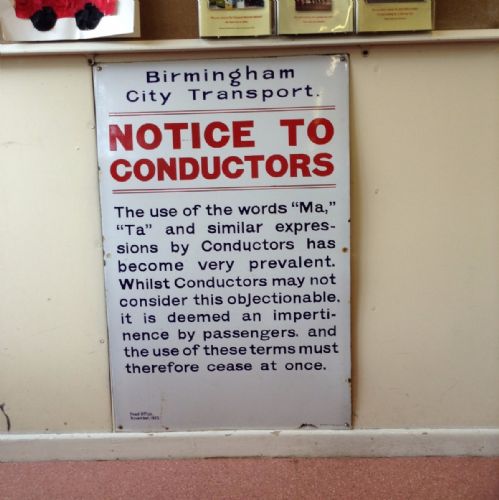 Birmingham
City Transport.
NOTICE TO
CONDUCTORS
The use of the words "Ma,"
"Ta" and similar expres-
sions by Conductors has
become very prevalent.
Whilst Conductors may not
consider this objectionable,
it is deemed an imperti-
nence by passengers, and
the use of these terms must
therefore cease at once.
Head Office,